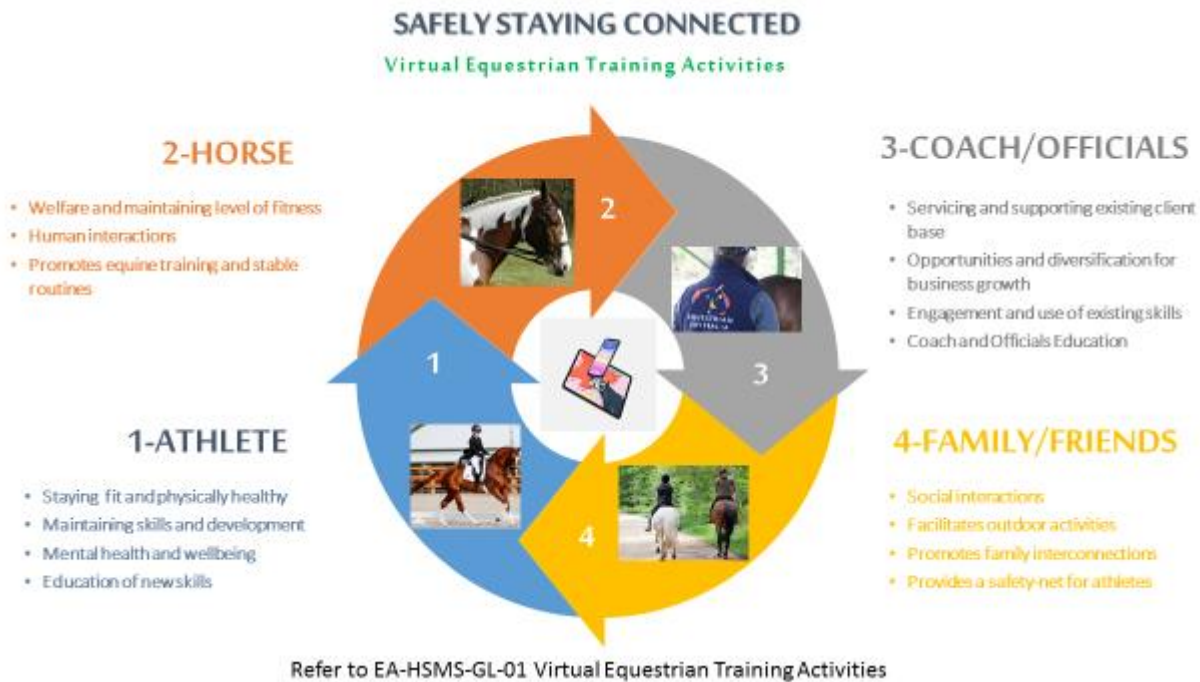 SAFELY STAYING CONNECTED
Virtual Equestrian Training Activities
2-HORSE
• Welfare and maintaining level of fitness
• Human interactions
• Promotes equine training and stable
routines
3-COACH/OFFICIALS
• Servicing and supporting existing client
base
• Opportunities and diversification for
business growth
• Engagement and use of existing skills
• Coach and Officials Education
2
1
3
4
1-ATHLETE
• Staying fit and physically healthy
• Maintaining skills and development
• Mental health and wellbeing
• Education of new skills
4-FAMILY/FRIENDS
• Social interactions
• Facilitates outdoor activities
• Promotes family interconnections
• Provides a safety-net for athletes
EQUESTRIAN
AUSTRALIA
Refer to EA-HSMS-GL-01 Virtual Equestrian Training Activities